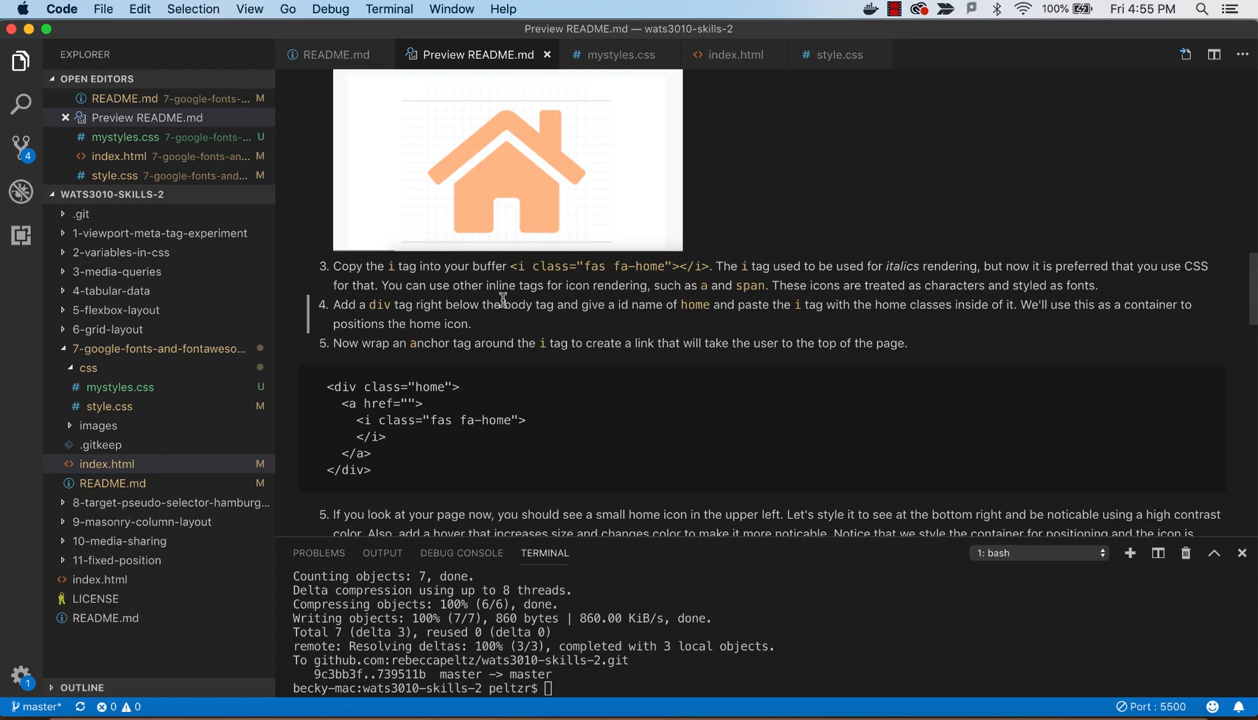 Code File Edit Selection View Go Debug Terminal Window Help 100% Fri 4:55 PM
Preview README.md — wats3010-skills-2
EXPLORER
README.md Preview README.md mystyles.css index.html style.css
OPEN EDITORS
README.md 7-google-fonts-... M
Preview README.md
mystyles.css 7-google-fonts-... U
index.html 7-google-fonts-an... M
style.css 7-google-fonts-and... M
WATS3010-SKILLS-2
.git
1-viewport-meta-tag-experiment
2-variables-in-css
3-media-queries
4-tabular-data
5-flexbox-layout
6-grid-layout
7-google-fonts-and-fontaweso...
css
mystyles.css U
style.css M
images
.gitkeep
index.html M
README.md M
8-target-pseudo-selector-hamburg...
9-masonry-column-layout
10-media-sharing
11-fixed-position
index.html
LICENSE
README.md
OUTLINE
4
1
3. Copy the i tag into your buffer <i class="fas fa-home"></i>. The i tag used to be used for italics rendering, but now it is preferred that you use CSS
for that. You can use other inline tags for icon rendering, such as a and span. These icons are treated as characters and styled as fonts.
4. Add a div tag right below the body tag and give a id name of home and paste the i tag with the home classes inside of it. We'll use this as a container to
positions the home icon.
5. Now wrap an anchor tag around the i tag to create a link that will take the user to the top of the page.
<div class="home">
<a href="">
<i class="fas fa-home">
</i>
</a>
</div>
5. If you look at your page now, you should see a small home icon in the upper left. Let's style it to see at the bottom right and be noticable using a high contrast
color. Also, add a hover that increases size and changes color to make it more noticable. Notice that we style the container for positioning and the icon is
PROBLEMS OUTPUT DEBUG CONSOLE TERMINAL 1: bash
Counting objects: 7, done.
Delta compression using up to 8 threads.
Compressing objects: 100% (6/6), done.
Writing objects: 100% (7/7), 860 bytes | 860.00 KiB/s, done.
Total 7 (delta 3), reused 0 (delta 0)
remote: Resolving deltas: 100% (3/3), completed with 3 local objects.
To github.com:rebeccapeltz/wats3010-skills-2.git
9c3bb3f..739511b master -> master
becky-mac:wats3010-skills-2 peltzr$
master* 0 0 Port : 5500